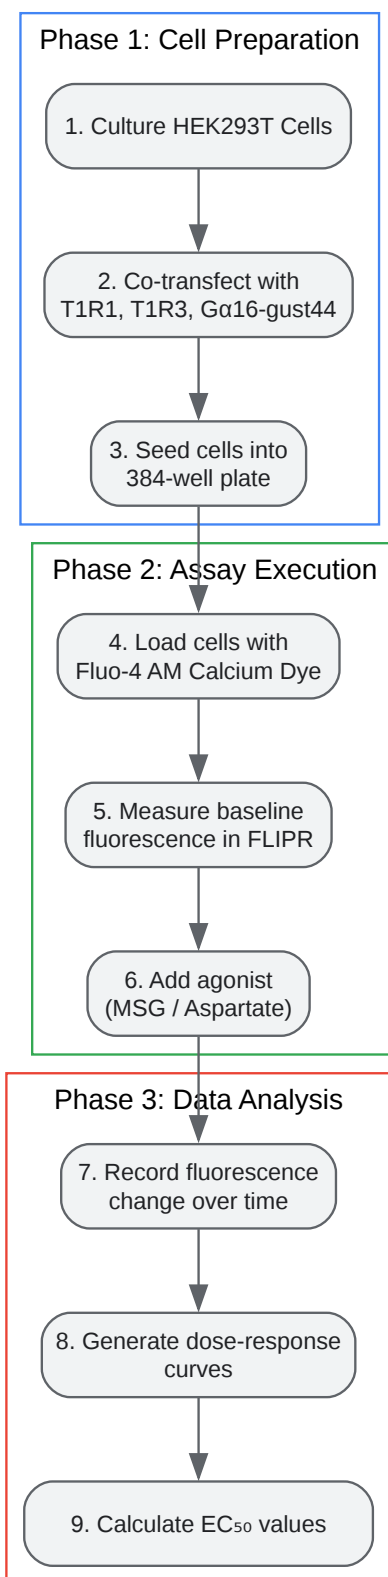 Phase 1: Cell Preparation
1. Culture HEK293T Cells
2. Co-transfect with
T1R1, T1R3, Gα16-gust44
3. Seed cells into
384-well plate
Phase 2: Assay Execution
4. Load cells with
Fluo-4 AM Calcium Dye
5. Measure baseline
fluorescence in FLIPR
6. Add agonist
(MSG / Aspartate)
Phase 3: Data Analysis
7. Record fluorescence
change over time
8. Generate dose-response
curves
9. Calculate EC₅₀ values